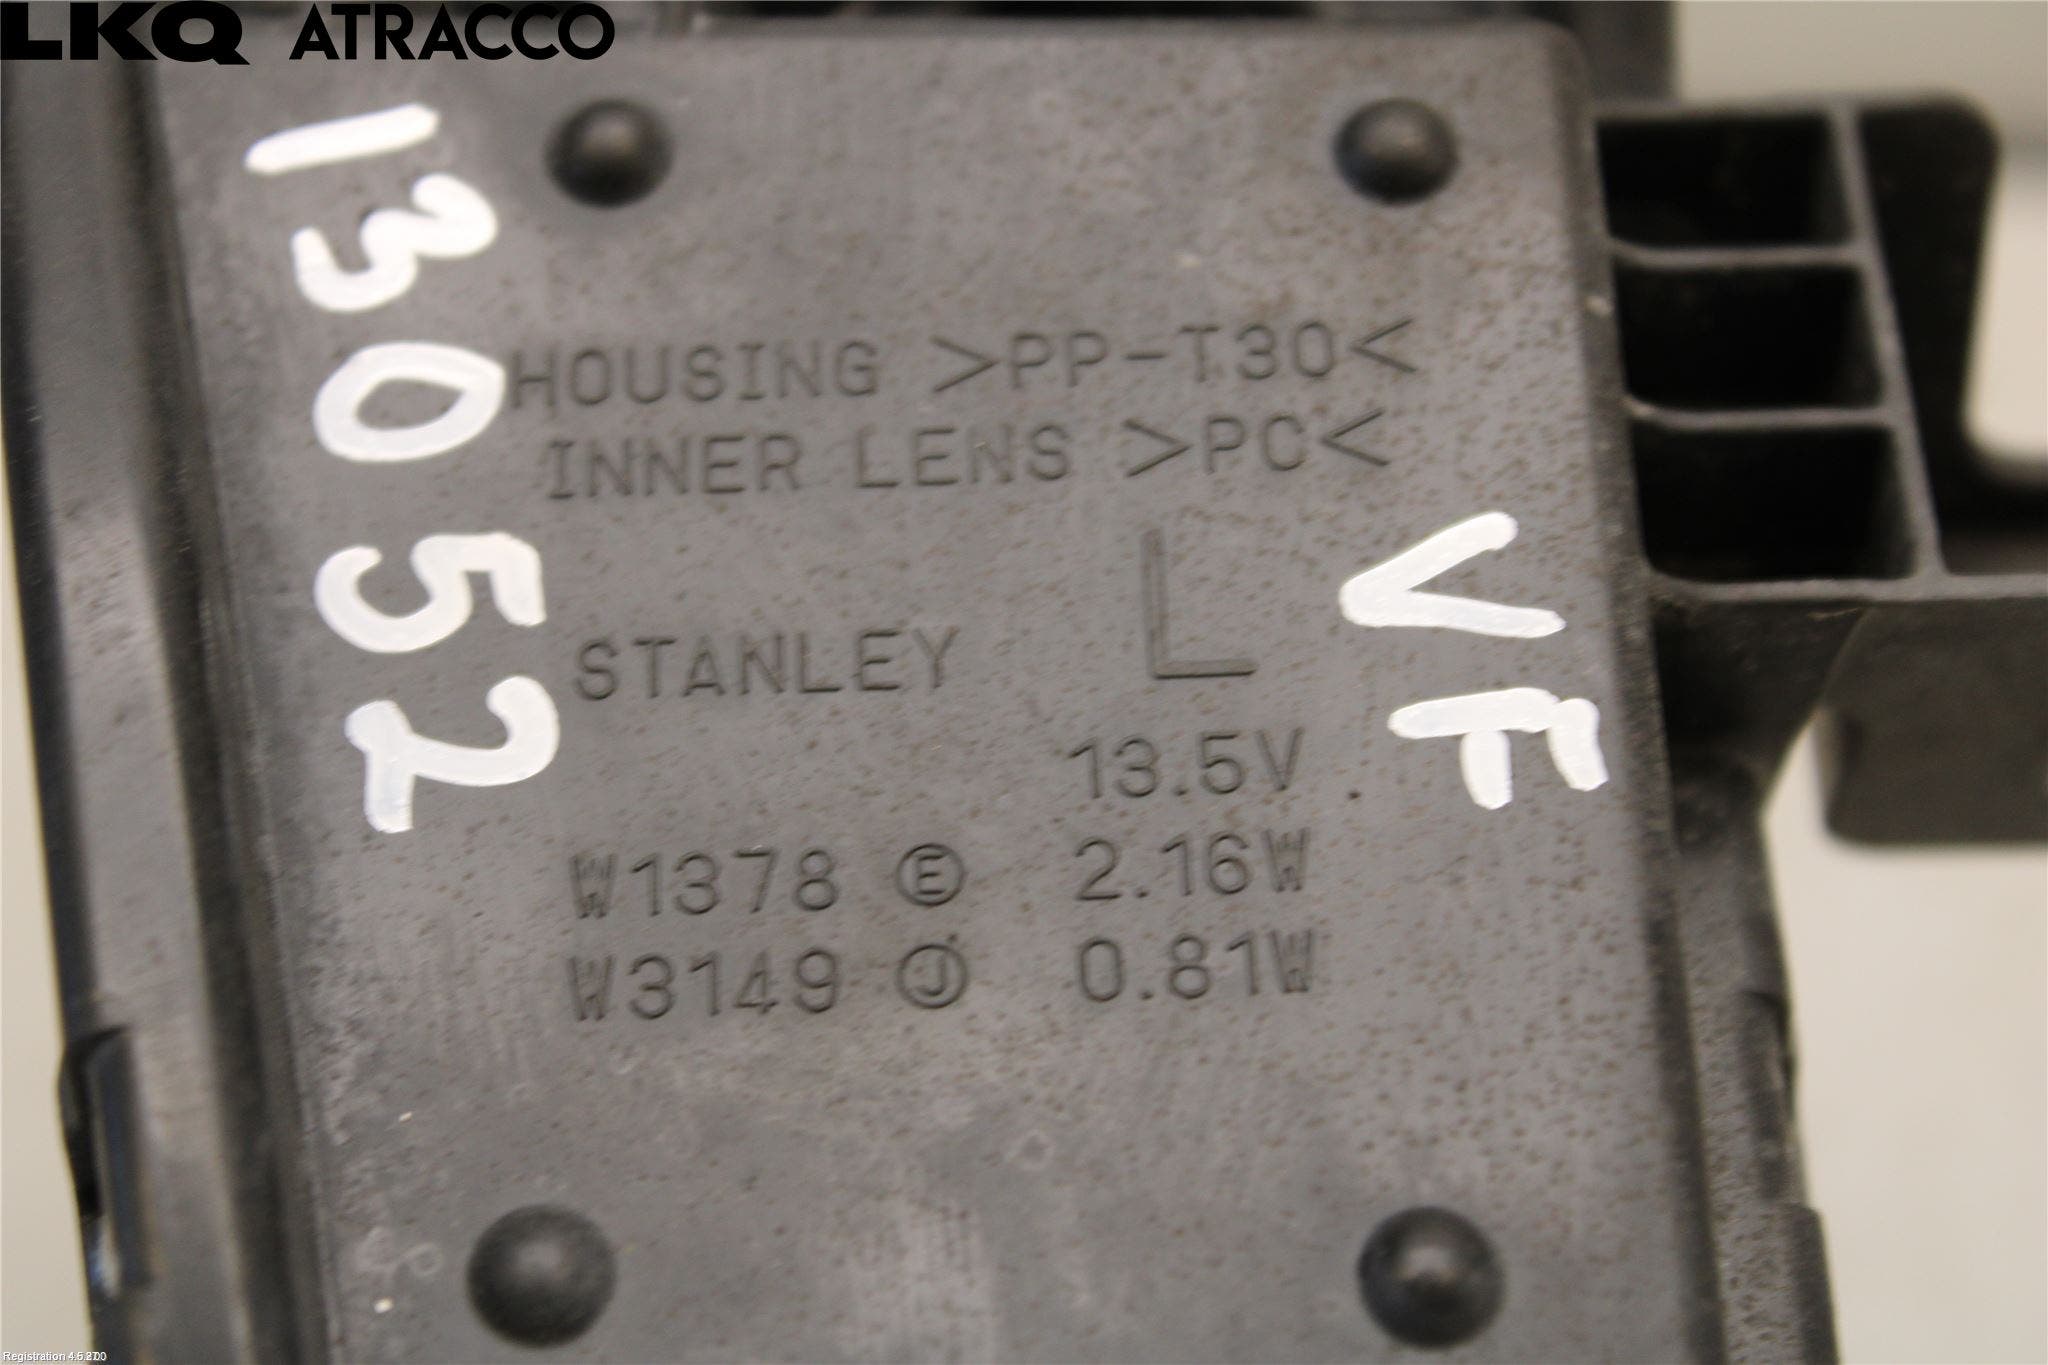 LKQ ATRACCO
13052
HOUSING >PP-T30<
INNER LENS >PC<
STANLEY L
VF
13.5V
W1378 Ⓔ 2.16W
W3149 Ⓙ 0.81W